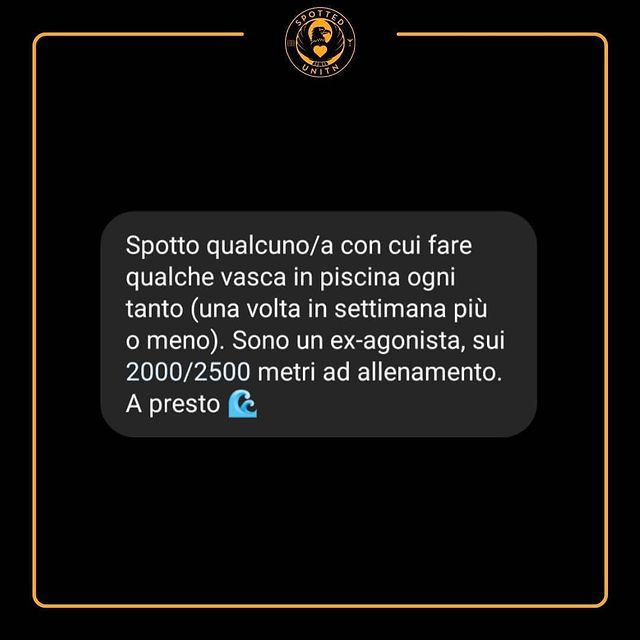 SPOTTED
UNITN
Spotto qualcuno/a con cui fare
qualche vasca in piscina ogni
tanto (una volta in settimana più
o meno). Sono un ex-agonista, sui
2000/2500 metri ad allenamento.
A presto 🌊